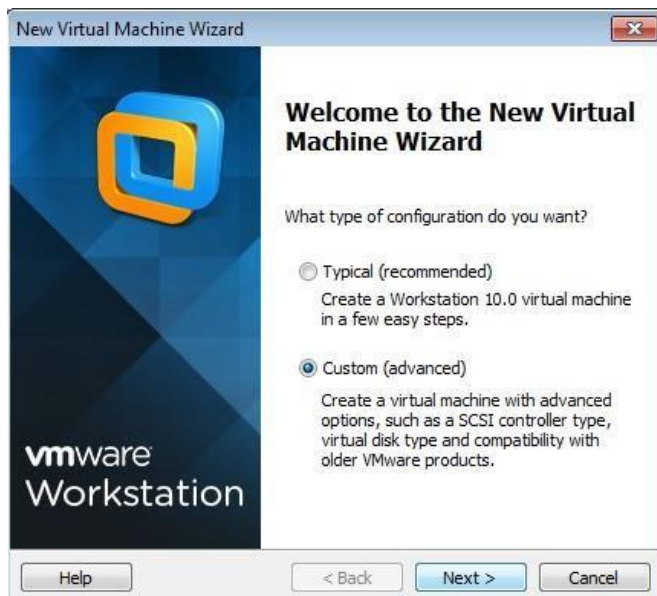 New Virtual Machine Wizard
Welcome to the New Virtual
Machine Wizard
What type of configuration do you want?
Typical (recommended)
Create a Workstation 10.0 virtual machine
in a few easy steps.
Custom (advanced)
Create a virtual machine with advanced
options, such as a SCSI controller type,
virtual disk type and compatibility with
older VMware products.
vmware
Workstation
Help
< Back
Next >
Cancel